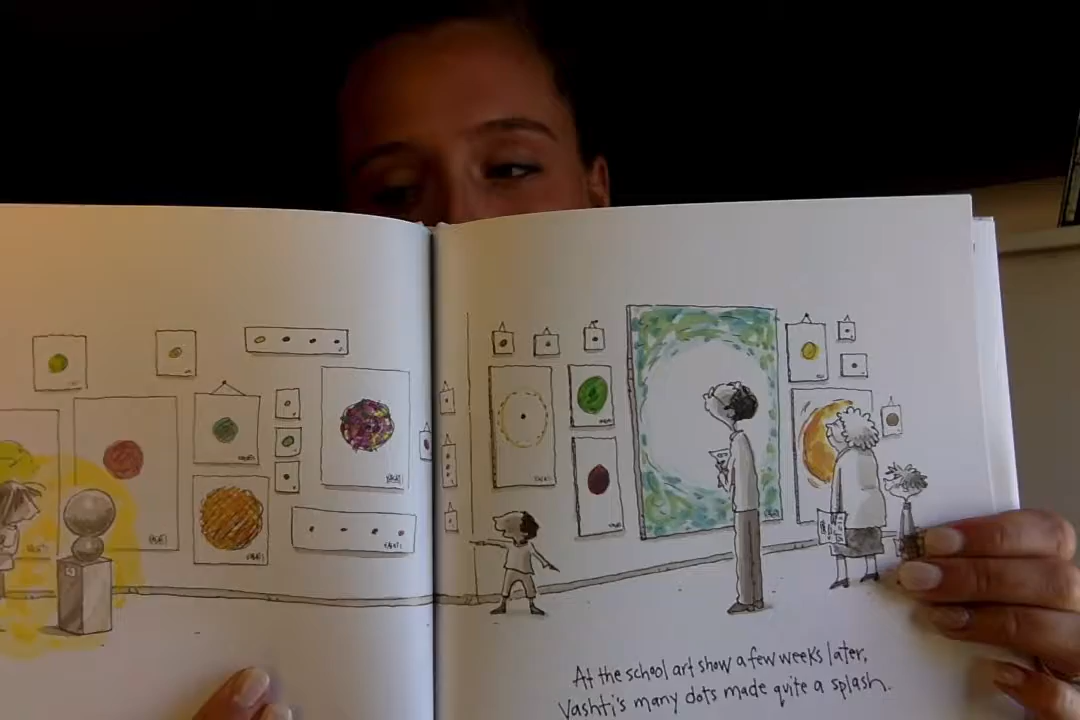 At the school art show a few weeks later,
Vashti's many dots made quite a splash.